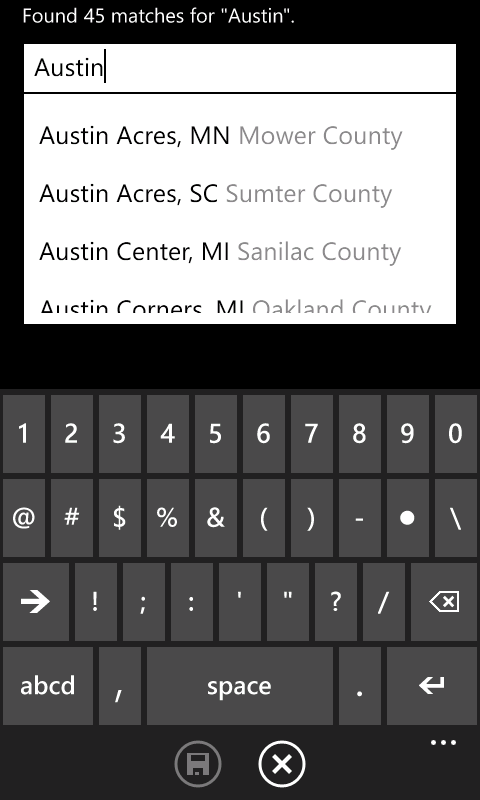 Found 45 matches for "Austin".
Austin
Austin Acres, MN Mower County
Austin Acres, SC Sumter County
Austin Center, MI Sanilac County
Austin Corners, MI Oakland County
1 2 3 4 5 6 7 8 9 0
@ # $ % & ( ) - ● \
→ ! ; : ' " ? /
abcd , space . ↵
...